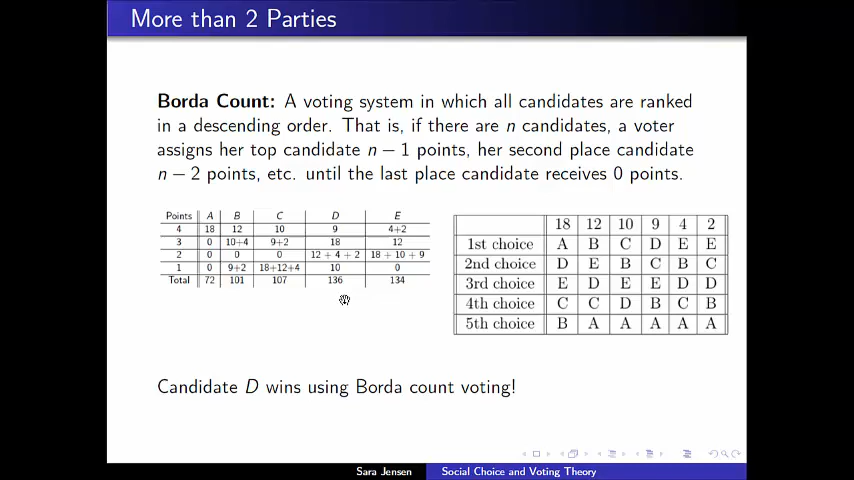 More than 2 Parties
Borda Count: A voting system in which all candidates are ranked
in a descending order. That is, if there are n candidates, a voter
assigns her top candidate n − 1 points, her second place candidate
n − 2 points, etc. until the last place candidate receives 0 points.
Points A B C D E
4 18 12 10 9 4+2
3 0 10+4 9+2 18 12
2 0 0 0 12 + 4 + 2 18 + 10 + 9
1 0 9+2 18+12+4 10 0
Total 72 101 107 136 134
18 12 10 9 4 2
1st choice A B C D E E
2nd choice D E B C B C
3rd choice E D E E D D
4th choice C C D B C B
5th choice B A A A A A
Candidate D wins using Borda count voting!
Sara Jensen Social Choice and Voting Theory